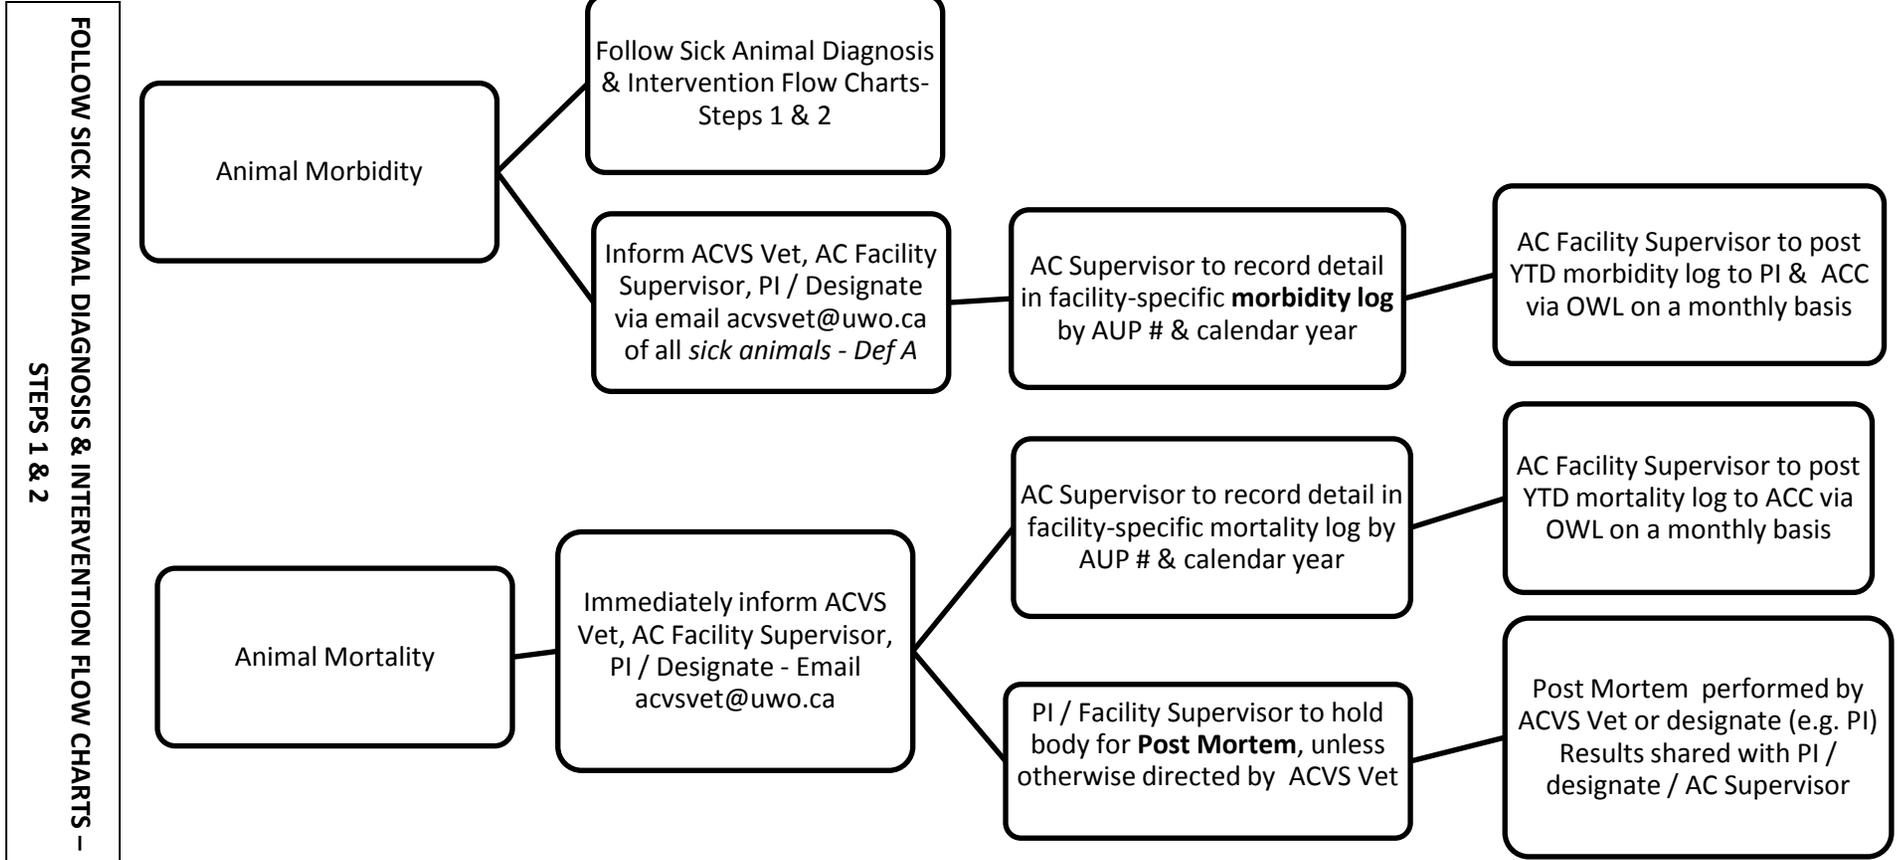 FOLLOW SICK ANIMAL DIAGNOSIS & INTERVENTION FLOW CHARTS –
STEPS 1 & 2
Animal Morbidity
Follow Sick Animal Diagnosis
& Intervention Flow Charts-
Steps 1 & 2
Inform ACVS Vet, AC Facility
Supervisor, PI / Designate
via email acvsvet@uwo.ca
of all sick animals - Def A
AC Supervisor to record detail
in facility-specific morbidity log
by AUP # & calendar year
AC Facility Supervisor to post
YTD morbidity log to PI & ACC
via OWL on a monthly basis
Animal Mortality
Immediately inform ACVS
Vet, AC Facility Supervisor,
PI / Designate - Email
acvsvet@uwo.ca
AC Supervisor to record detail in
facility-specific mortality log by
AUP # & calendar year
AC Facility Supervisor to post
YTD mortality log to ACC via
OWL on a monthly basis
PI / Facility Supervisor to hold
body for Post Mortem, unless
otherwise directed by ACVS Vet
Post Mortem performed by
ACVS Vet or designate (e.g. PI)
Results shared with PI /
designate / AC Supervisor